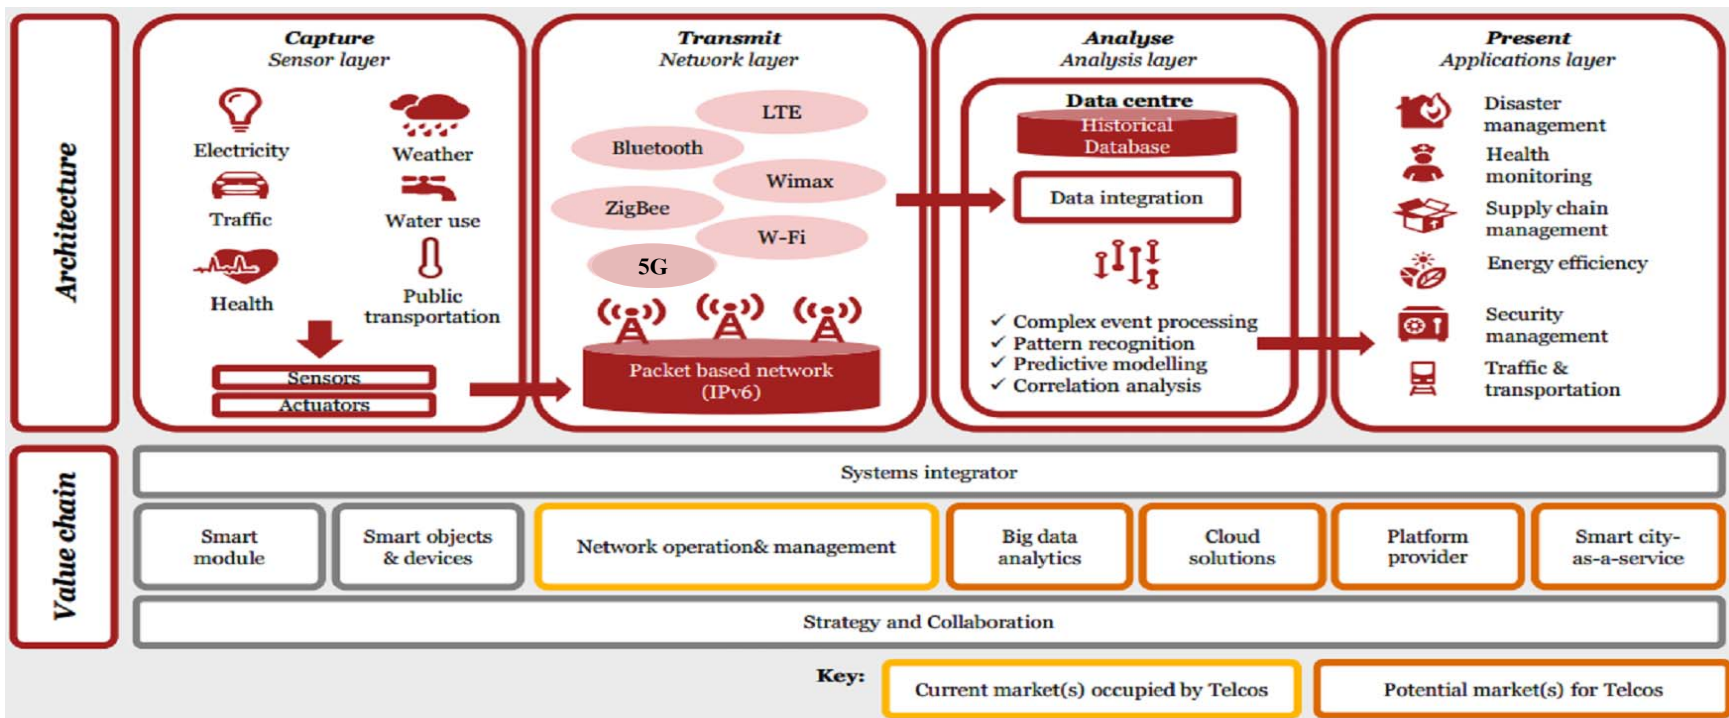 Architecture
Capture
Sensor layer
Electricity
Weather
Traffic
Water use
Health
Public
transportation
Sensors
Actuators
Transmit
Network layer
LTE
Bluetooth
Wimax
ZigBee
W-Fi
5G
Packet based network
(IPv6)
Analyse
Analysis layer
Data centre
Historical
Database
Data integration
✓ Complex event processing
✓ Pattern recognition
✓ Predictive modelling
✓ Correlation analysis
Present
Applications layer
Disaster
management
Health
monitoring
Supply chain
management
Energy efficiency
Security
management
Traffic &
transportation
Value chain
Systems integrator
Smart
module
Smart objects
& devices
Network operation& management
Big data
analytics
Cloud
solutions
Platform
provider
Smart city-
as-a-service
Strategy and Collaboration
Key:
Current market(s) occupied by Telcos
Potential market(s) for Telcos